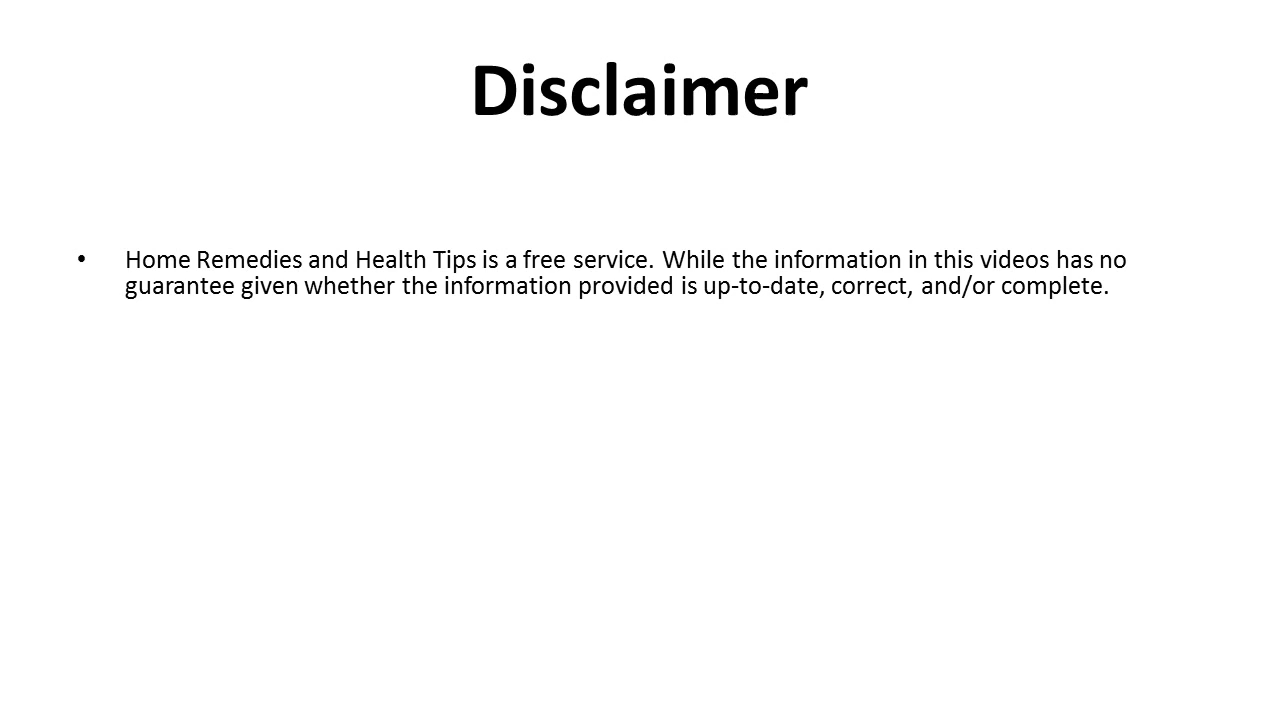 Disclaimer
• Home Remedies and Health Tips is a free service. While the information in this videos has no
guarantee given whether the information provided is up-to-date, correct, and/or complete.